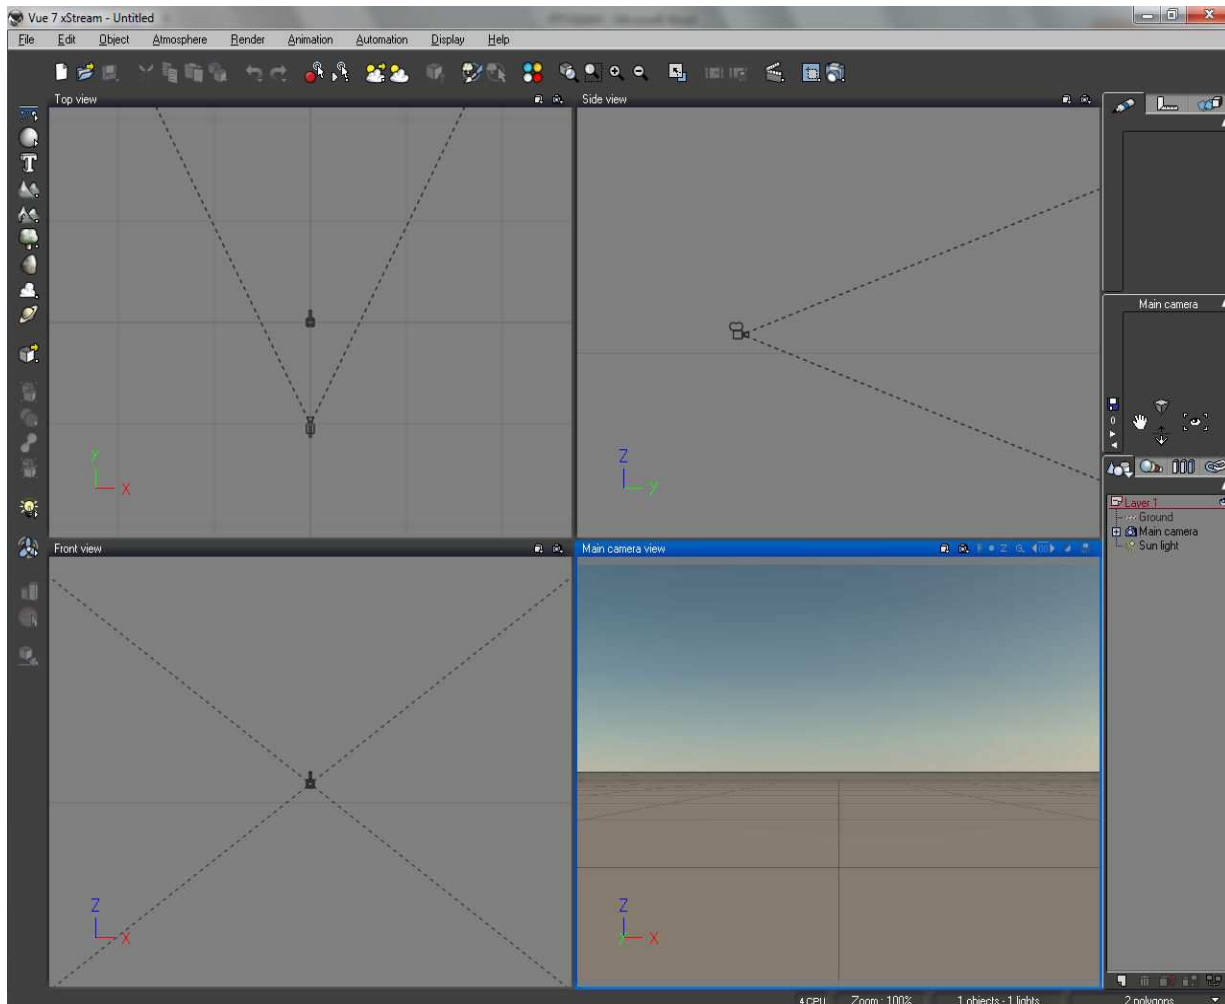 Vue 7 xStream - Untitled
File Edit Object Atmosphere Render Animation Automation Display Help
Top view
Side view
Y
X
Z
y
Front view
Main camera view
Z
X
Z
Y X
Main camera
0
Layer 1
Ground
Main camera
Sun light
4 CPU Zoom : 100% 1 objects - 1 lights 2 polygons